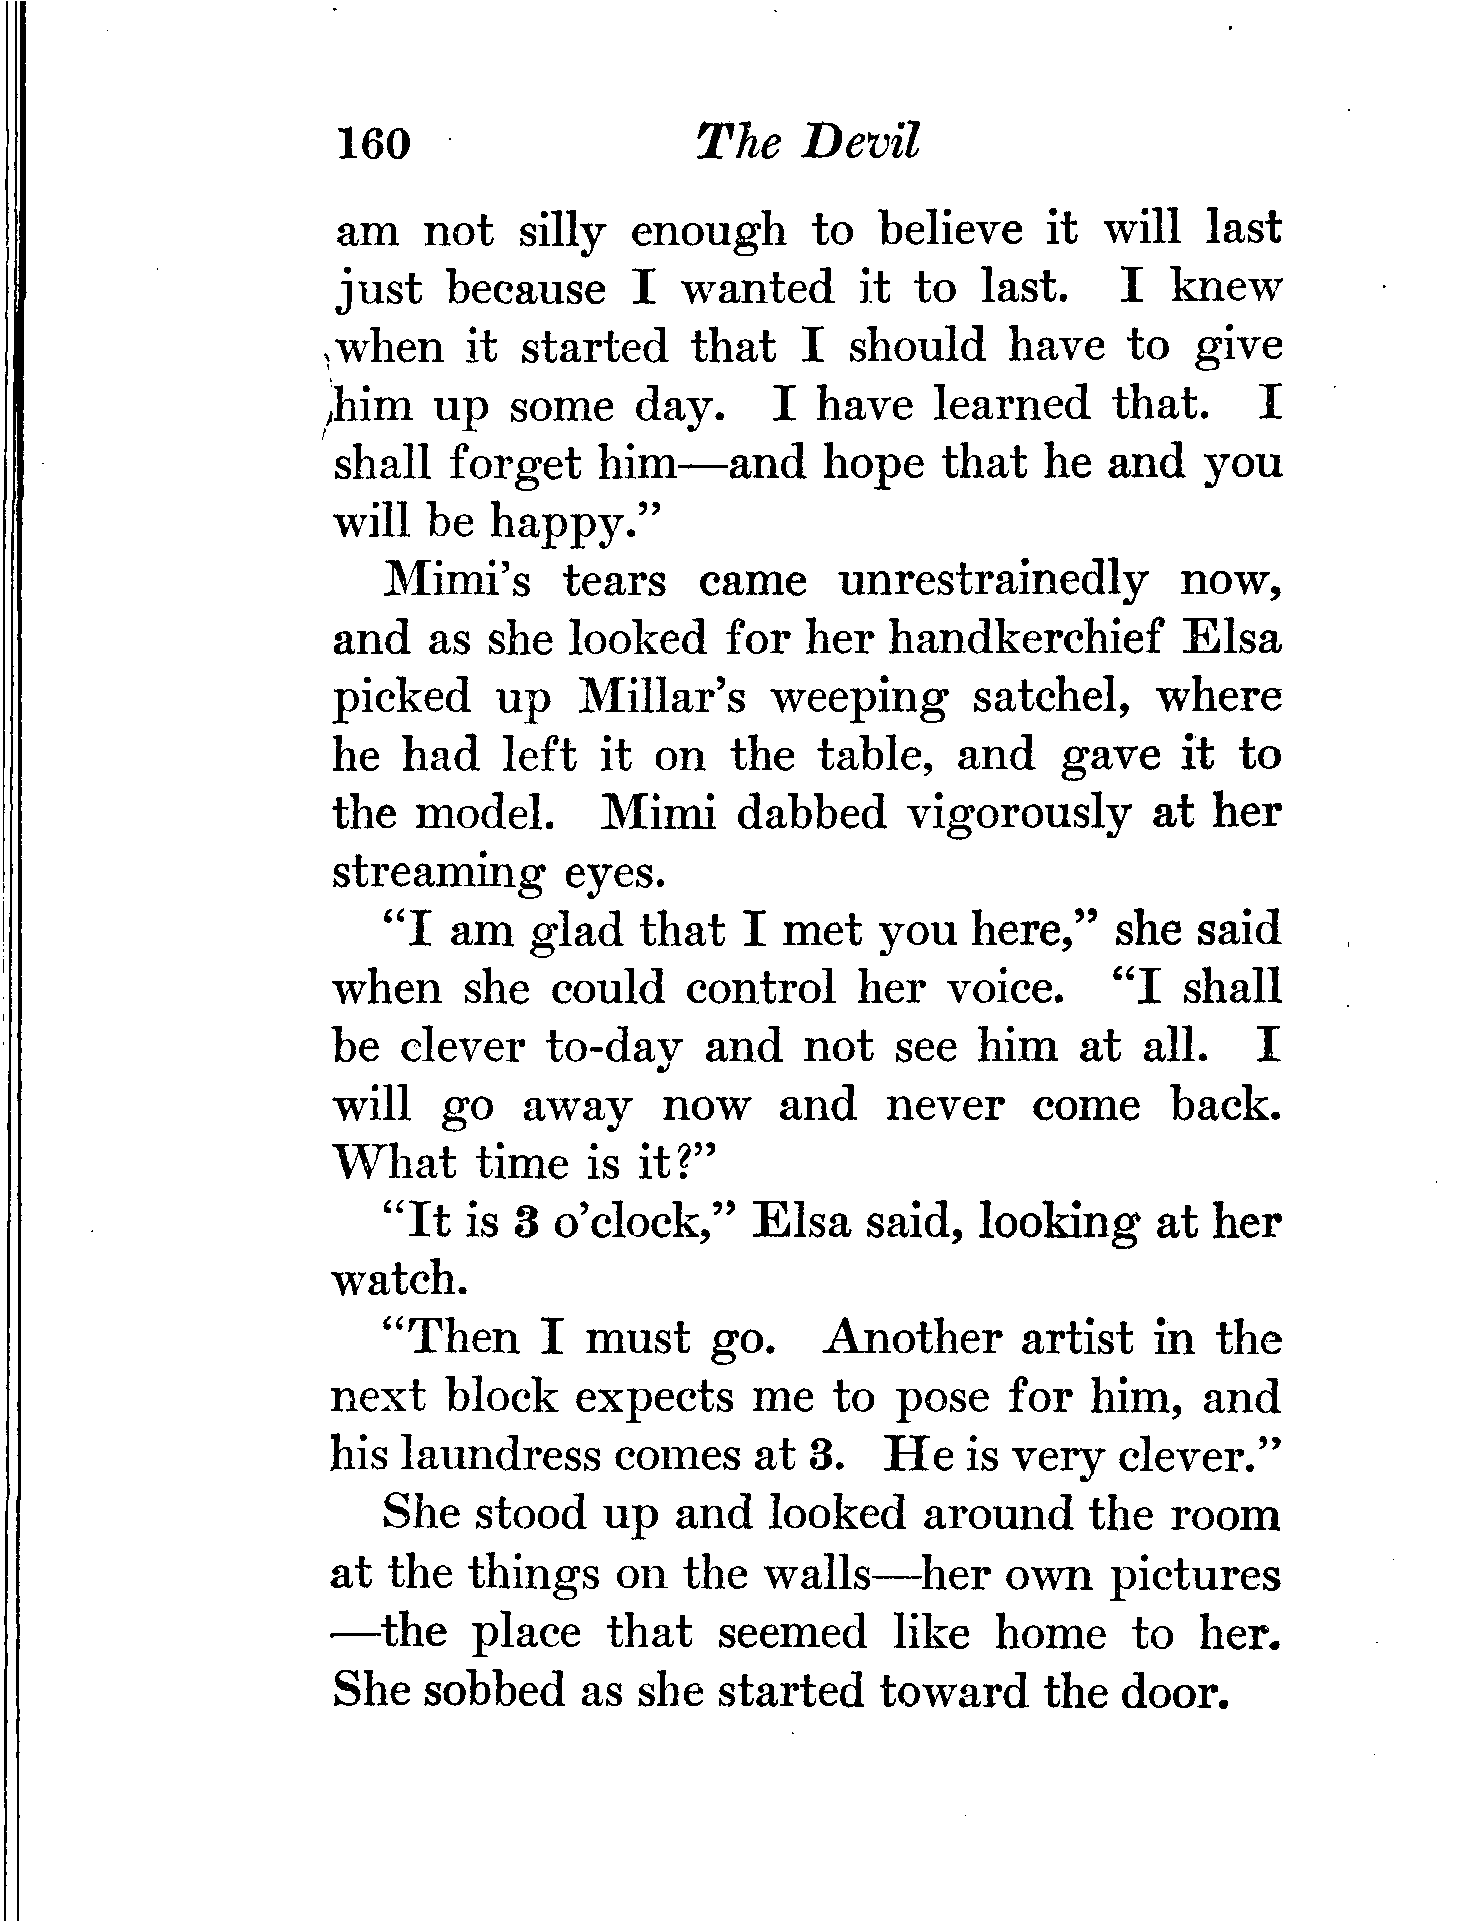 160 The Devil
am not silly enough to believe it will last
just because I wanted it to last. I knew
when it started that I should have to give
him up some day. I have learned that. I
shall forget him—and hope that he and you
will be happy.”
Mimi’s tears came unrestrainedly now,
and as she looked for her handkerchief Elsa
picked up Millar’s weeping satchel, where
he had left it on the table, and gave it to
the model. Mimi dabbed vigorously at her
streaming eyes.
“I am glad that I met you here,” she said
when she could control her voice. “I shall
be clever to-day and not see him at all. I
will go away now and never come back.
What time is it?”
“It is 3 o’clock,” Elsa said, looking at her
watch.
“Then I must go. Another artist in the
next block expects me to pose for him, and
his laundress comes at 3. He is very clever.”
She stood up and looked around the room
at the things on the walls—her own pictures
—the place that seemed like home to her.
She sobbed as she started toward the door.